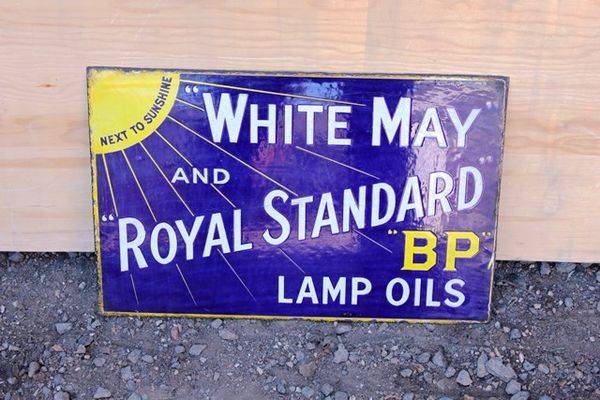 NEXT TO SUNSHINE
"WHITE MAY"
AND
"ROYAL STANDARD"
"BP"
LAMP OILS